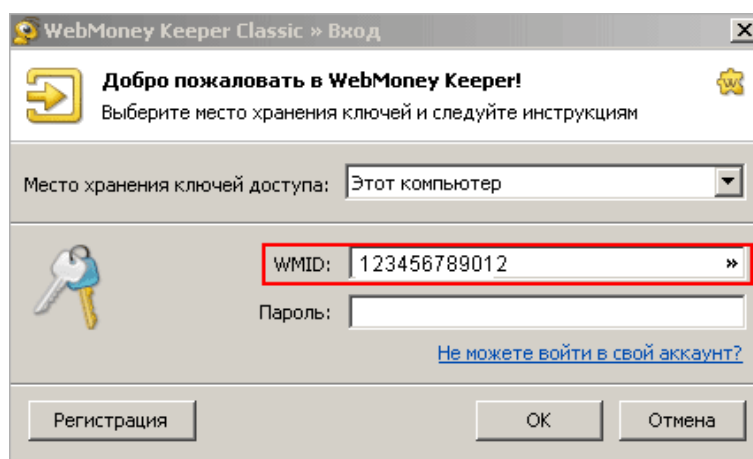 WebMoney Keeper Classic » Вход
Добро пожаловать в WebMoney Keeper!
Выберите место хранения ключей и следуйте инструкциям
Место хранения ключей доступа: Этот компьютер
WMID: 123456789012 »
Пароль:
Не можете войти в свой аккаунт?
Регистрация OK Отмена